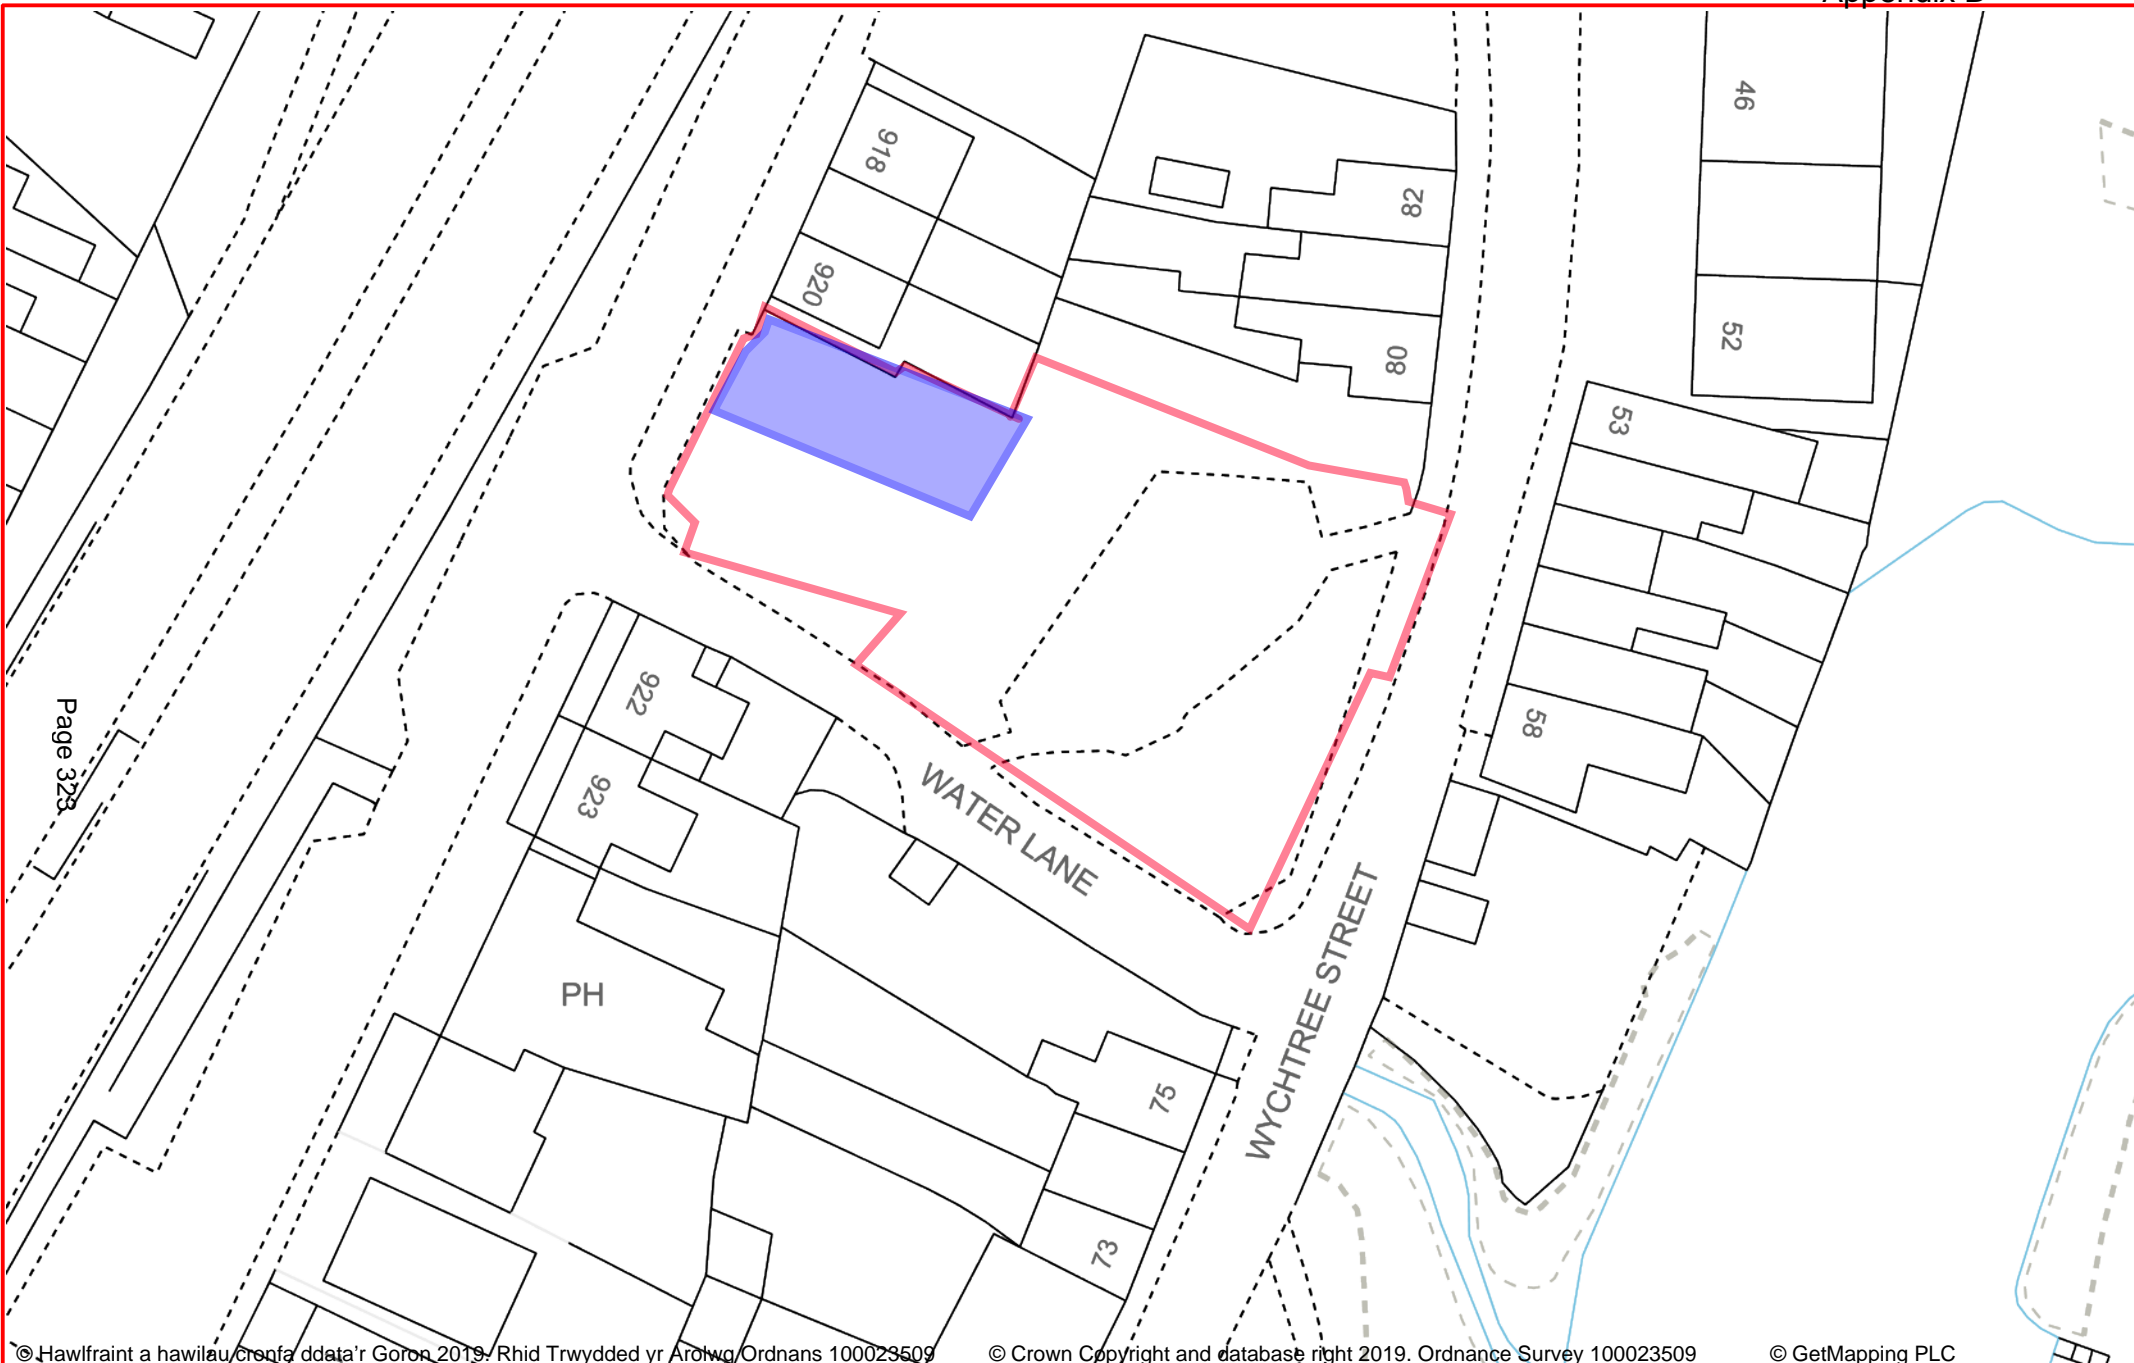 918
46
82
920
52
80
53
922
58
Page 323
923
WATER LANE
PH
WYCHTREE STREET
75
73
© Hawlfraint a hawliau cronfa ddata'r Goron 2019. Rhid Trwydded yr Arolwg Ordnans 100023509 © Crown Copyright and database right 2019. Ordnance Survey 100023509 © GetMapping PLC